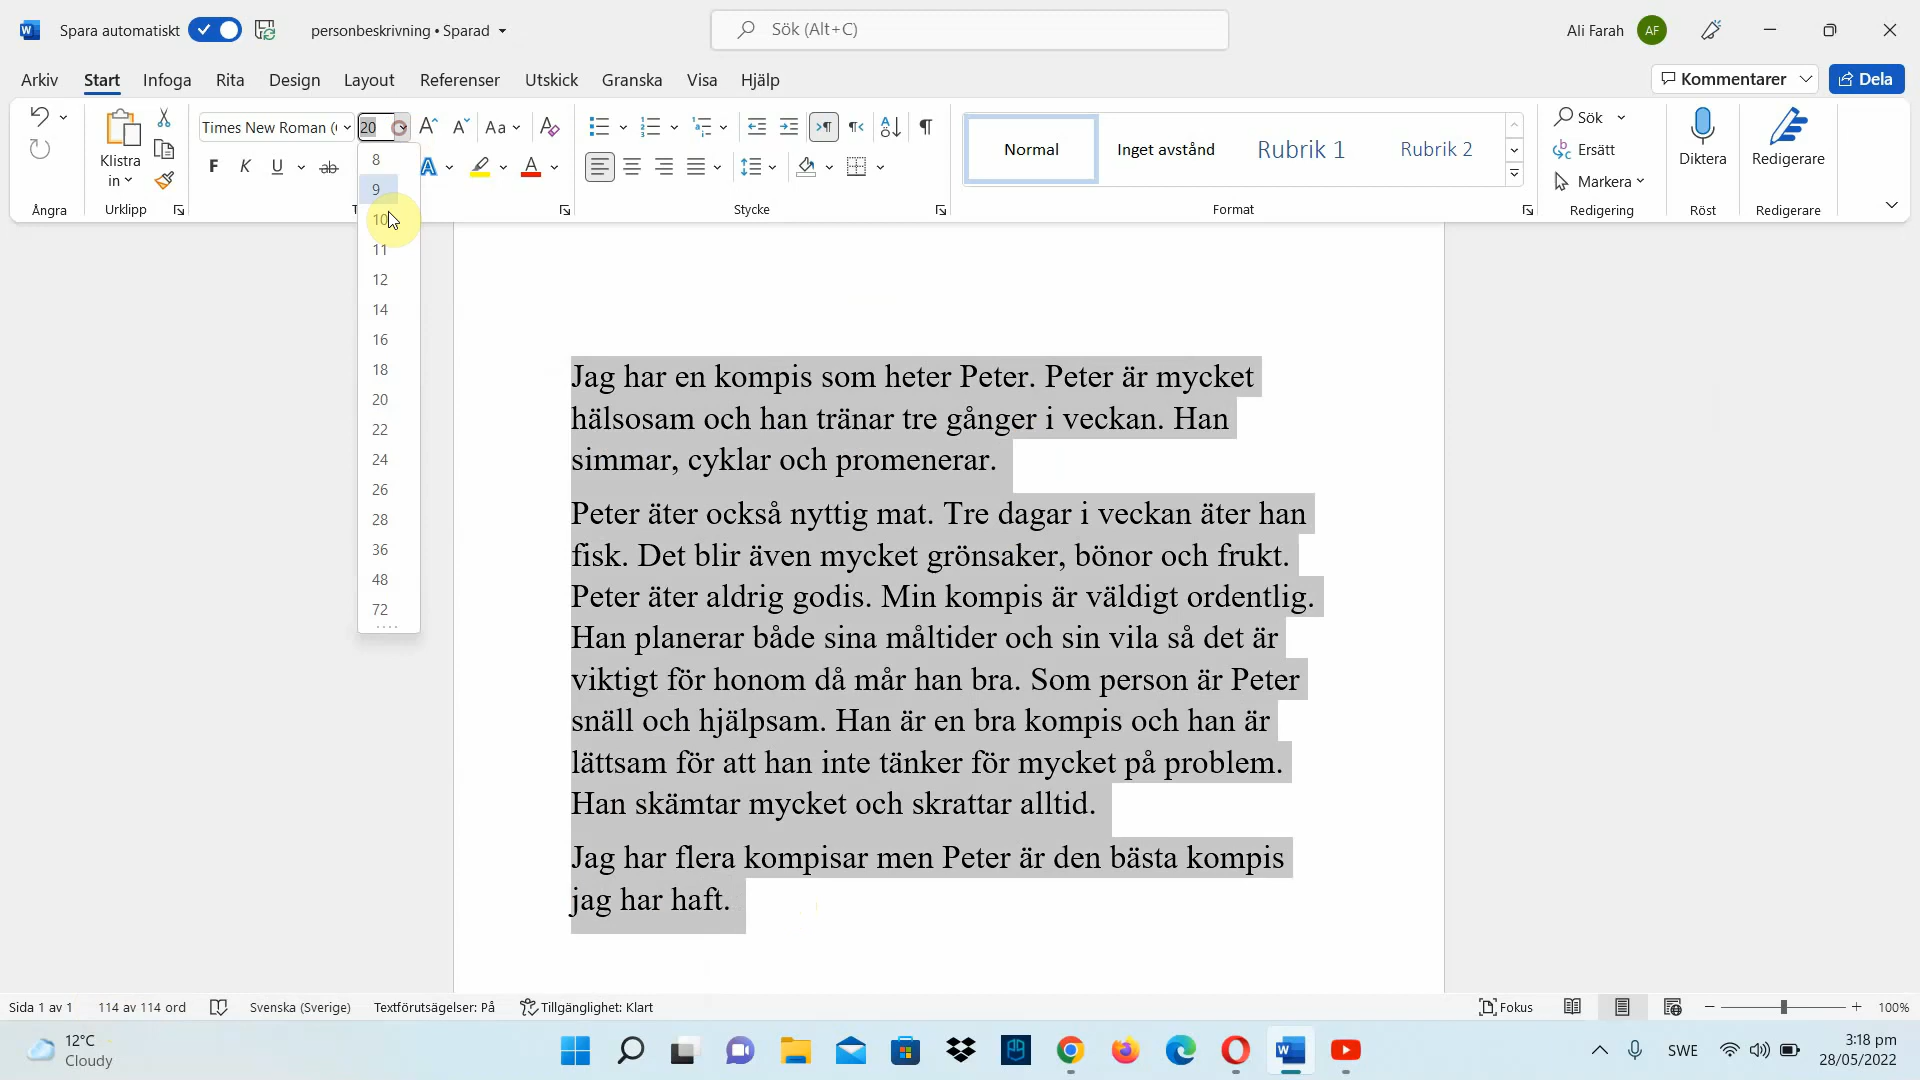 Spara automatiskt
personbeskrivning • Sparad
Sök (Alt+C)
Ali Farah
AF
Arkiv
Start
Infoga
Rita
Design
Layout
Referenser
Utskick
Granska
Visa
Hjälp
Kommentarer
Dela
Klistra
in
Times New Roman (
20
Aa
F
K
U
ab
A
A
Normal
Inget avstånd
Rubrik 1
Rubrik 2
Sök
Ersätt
Markera
Diktera
Redigerare
Ångra
Urklipp
T
Stycke
Format
Redigering
Röst
Redigerare
8
9
10
11
12
14
16
18
20
22
24
26
28
36
48
72
Jag har en kompis som heter Peter. Peter är mycket
hälsosam och han tränar tre gånger i veckan. Han
simmar, cyklar och promenerar.
Peter äter också nyttig mat. Tre dagar i veckan äter han
fisk. Det blir även mycket grönsaker, bönor och frukt.
Peter äter aldrig godis. Min kompis är väldigt ordentlig.
Han planerar både sina måltider och sin vila så det är
viktigt för honom då mår han bra. Som person är Peter
snäll och hjälpsam. Han är en bra kompis och han är
lättsam för att han inte tänker för mycket på problem.
Han skämtar mycket och skrattar alltid.
Jag har flera kompisar men Peter är den bästa kompis
jag har haft.
Sida 1 av 1
114 av 114 ord
Svenska (Sverige)
Textförutsägelser: På
Tillgänglighet: Klart
Fokus
100%
12°C
Cloudy
SWE
3:18 pm
28/05/2022